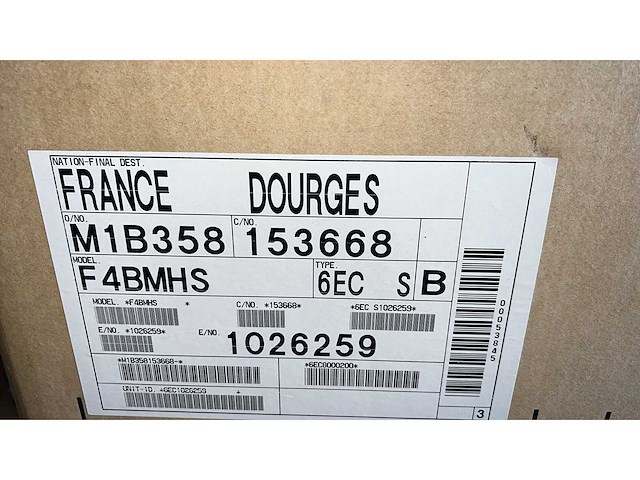 NATION-FINAL DEST.
FRANCE DOURGES
O/NO. C/NO.
M1B358 153668
MODEL. TYPE.
F4BMHS 6EC S B
MODEL. *F4BMHS * C/NO. *153668* *6EC S1026259*
E/NO. *1026259* E/NO. 1026259
*M1B358153668-* *6EC8000200*
UNIT-ID. *6EC1026259 *
00053845
3